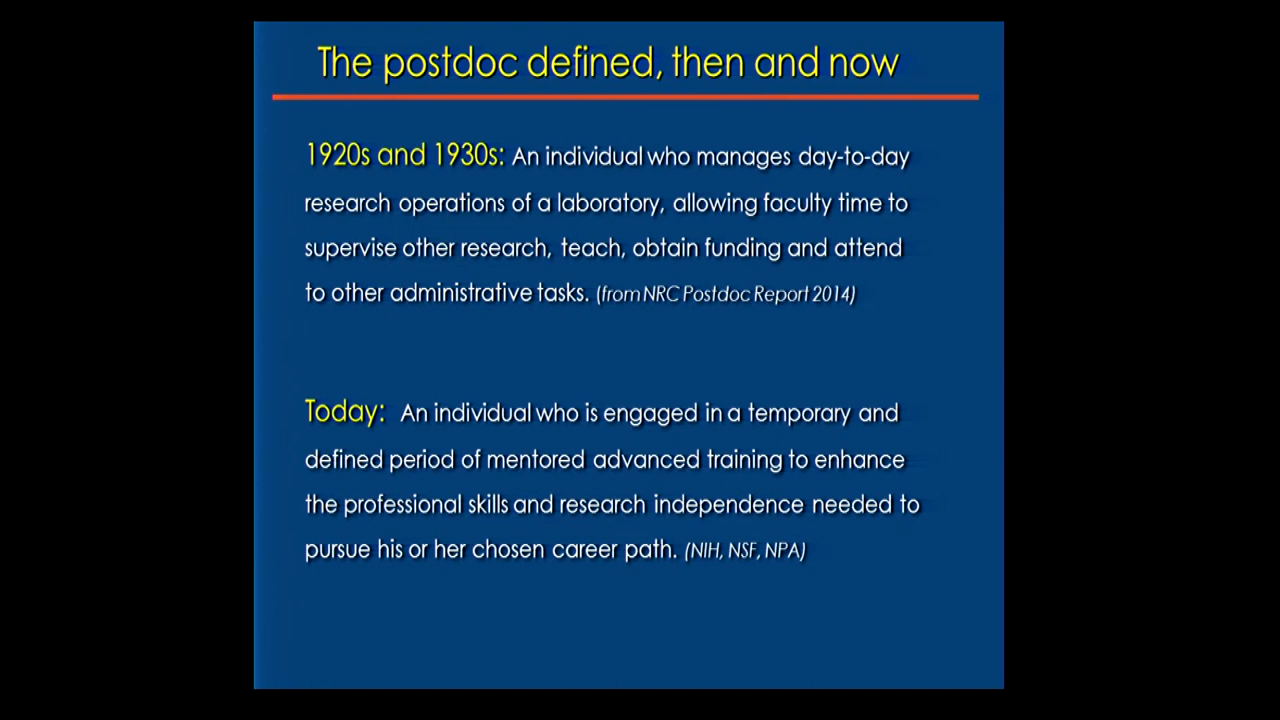 The postdoc defined, then and now
1920s and 1930s: An individual who manages day-to-day
research operations of a laboratory, allowing faculty time to
supervise other research, teach, obtain funding and attend
to other administrative tasks. (from NRC Postdoc Report 2014)
Today: An individual who is engaged in a temporary and
defined period of mentored advanced training to enhance
the professional skills and research independence needed to
pursue his or her chosen career path. (NIH, NSF, NPA)